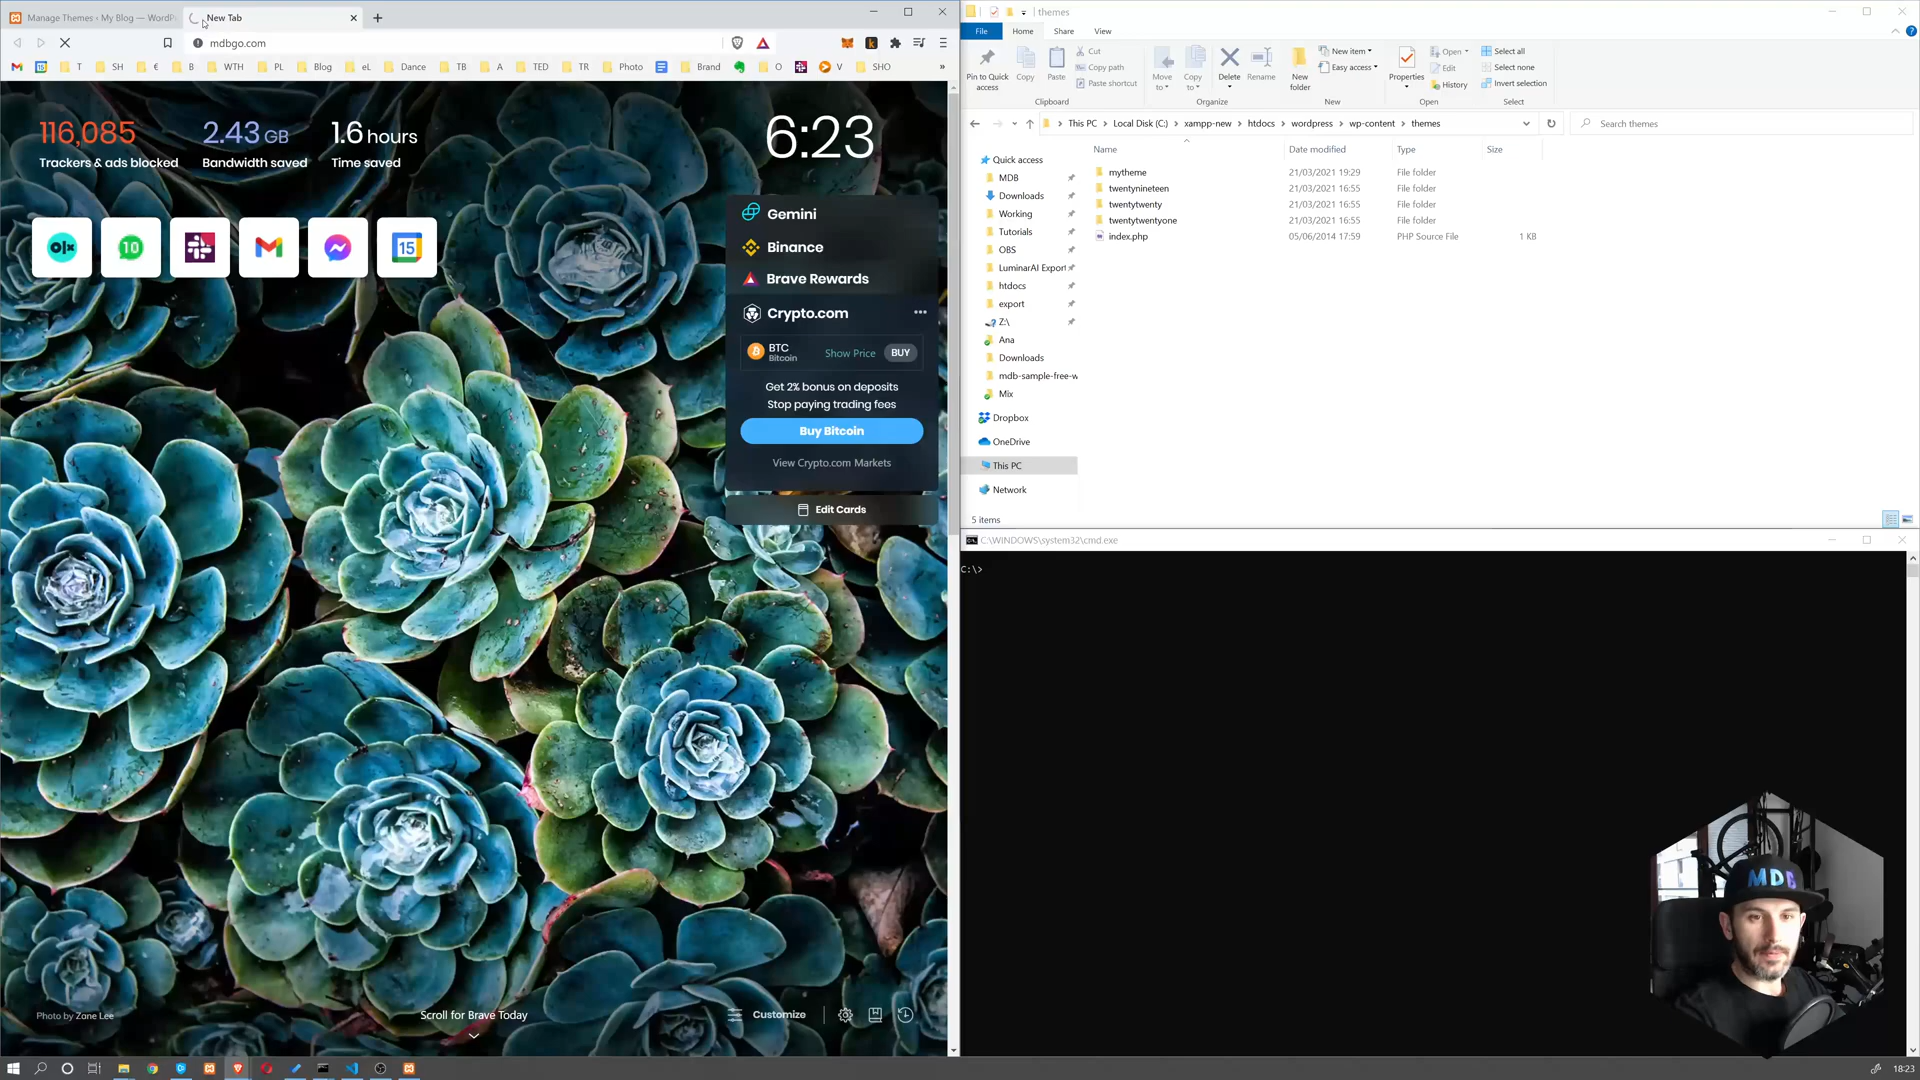 Manage Themes ‹ My Blog — WordP
New Tab
mdbgo.com
T
SH
€
B
WTH
PL
Blog
eL
Dance
TB
A
TED
TR
Photo
Brand
O
V
SHO
»
116,085
Trackers & ads blocked
2.43 GB
Bandwidth saved
1.6 hours
Time saved
6:23
olx
10
15
Gemini
Binance
Brave Rewards
Crypto.com
BTC
Bitcoin
Show Price
BUY
Get 2% bonus on deposits
Stop paying trading fees
Buy Bitcoin
View Crypto.com Markets
Edit Cards
Photo by Zane Lee
Scroll for Brave Today
Customize
themes
File
Home
Share
View
Pin to Quick access
Copy
Paste
Cut
Copy path
Paste shortcut
Clipboard
Move to
Copy to
Delete
Rename
Organize
New folder
New item
Easy access
New
Properties
Open
Edit
History
Open
Select all
Select none
Invert selection
Select
This PC
Local Disk (C:)
xampp-new
htdocs
wordpress
wp-content
themes
Search themes
Name
Date modified
Type
Size
mytheme 21/03/2021 19:29 File folder
twentynineteen 21/03/2021 16:55 File folder
twentytwenty 21/03/2021 16:55 File folder
twentytwentyone 21/03/2021 16:55 File folder
index.php 05/06/2014 17:59 PHP Source File 1 KB
Quick access
MDB
Downloads
Working
Tutorials
OBS
LuminarAI Export
htdocs
export
Z:\
Ana
Downloads
mdb-sample-free-w
Mix
Dropbox
OneDrive
This PC
Network
5 items
C:\WINDOWS\system32\cmd.exe
C:\>
MDB
18:23